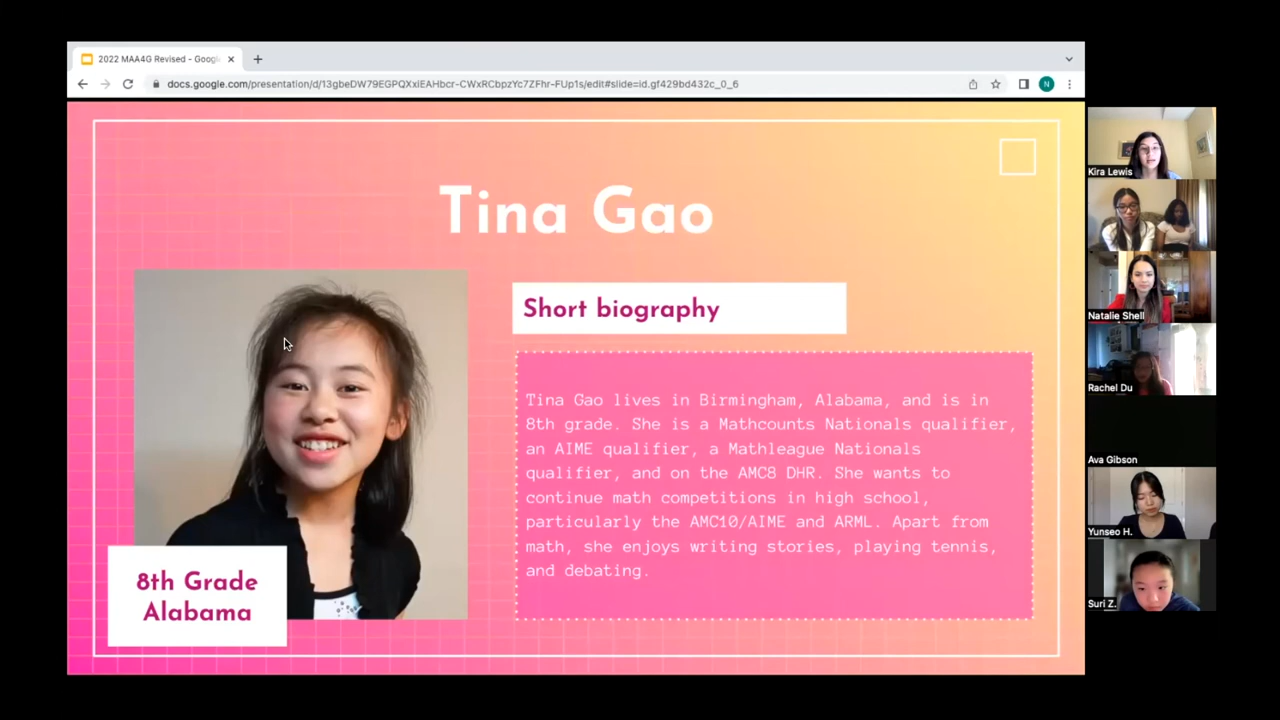 2022 MAA4G Revised - Google
docs.google.com/presentation/d/13gbeDW79EGPQXxIEAHbcr-CWxRCbpzYc7ZFhr-FUp1s/edit#slide=id.gf429bd432c_0_6
N
Tina Gao
Short biography
Tina Gao lives in Birmingham, Alabama, and is in
8th grade. She is a Mathcounts Nationals qualifier,
an AIME qualifier, a Mathleague Nationals
qualifier, and on the AMC8 DHR. She wants to
continue math competitions in high school,
particularly the AMC10/AIME and ARML. Apart from
math, she enjoys writing stories, playing tennis,
and debating.
8th Grade
Alabama
Kira Lewis
Natalie Shell
Rachel Du
Ava Gibson
Yunseo H.
Suri Z.